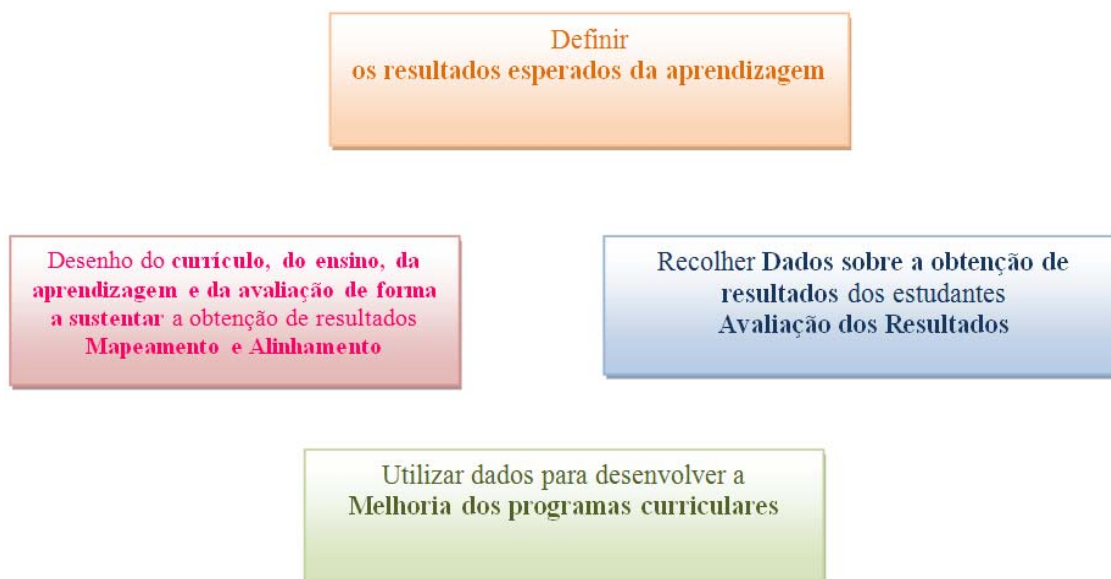 Definir
os resultados esperados da aprendizagem
Desenho do currículo, do ensino, da
aprendizagem e da avaliação de forma
a sustentar a obtenção de resultados
Mapeamento e Alinhamento
Recolher Dados sobre a obtenção de
resultados dos estudantes
Avaliação dos Resultados
Utilizar dados para desenvolver a
Melhoria dos programas curriculares